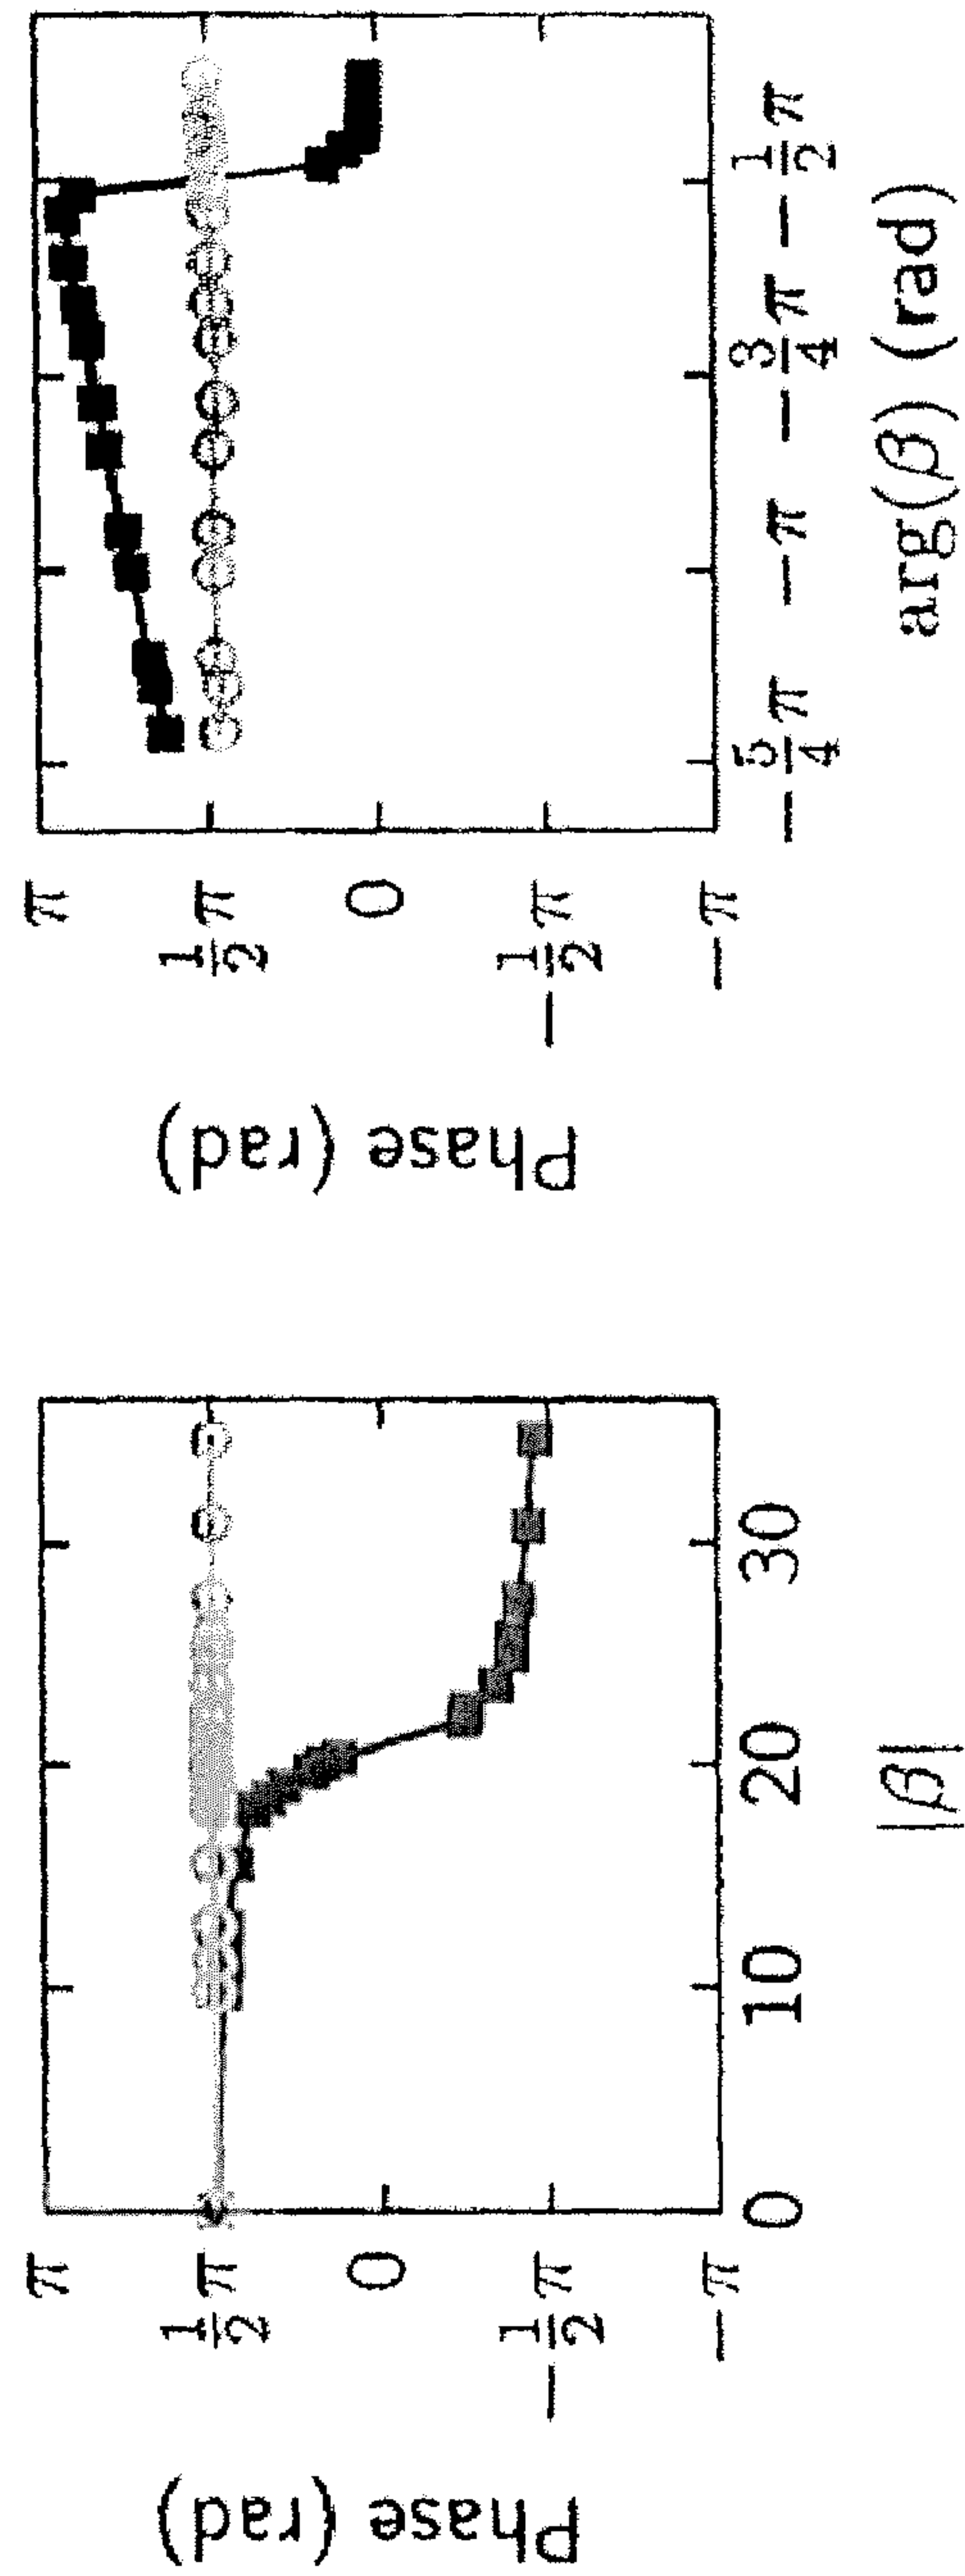 Phase (rad)
π
1/2 π
0
−1/2 π
−π
0
10
20
30
|β|
Phase (rad)
π
1/2 π
0
−1/2 π
−π
−5/4 π
−π
−3/4 π
−1/2 π
arg(β) (rad)